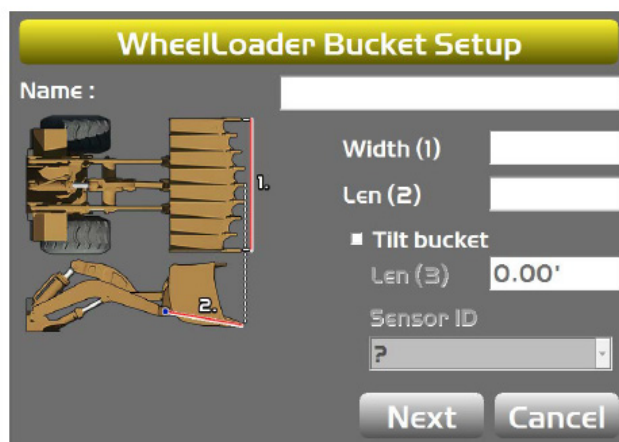 WheelLoader Bucket Setup
Name :
1.
Width (1)
Len (2)
Tilt bucket
2.
Len (3) 0.00'
Sensor ID
?
Next Cancel